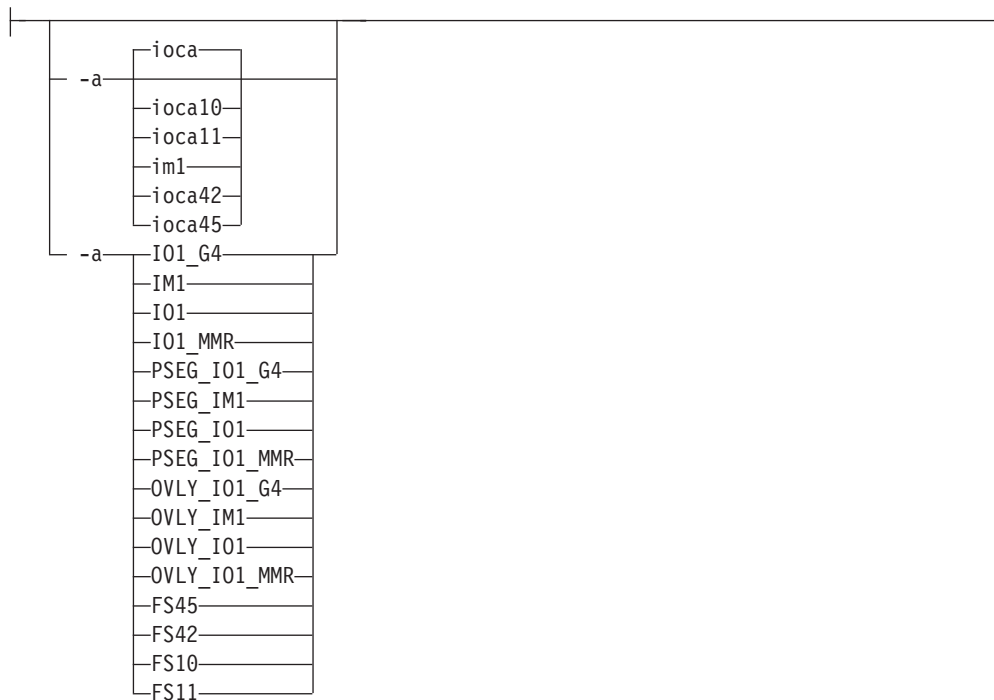 ioca
-a
ioca10
ioca11
im1
ioca42
ioca45
-a IO1_G4
IM1
IO1
IO1_MMR
PSEG_IO1_G4
PSEG_IM1
PSEG_IO1
PSEG_IO1_MMR
OVLY_IO1_G4
OVLY_IM1
OVLY_IO1
OVLY_IO1_MMR
FS45
FS42
FS10
FS11